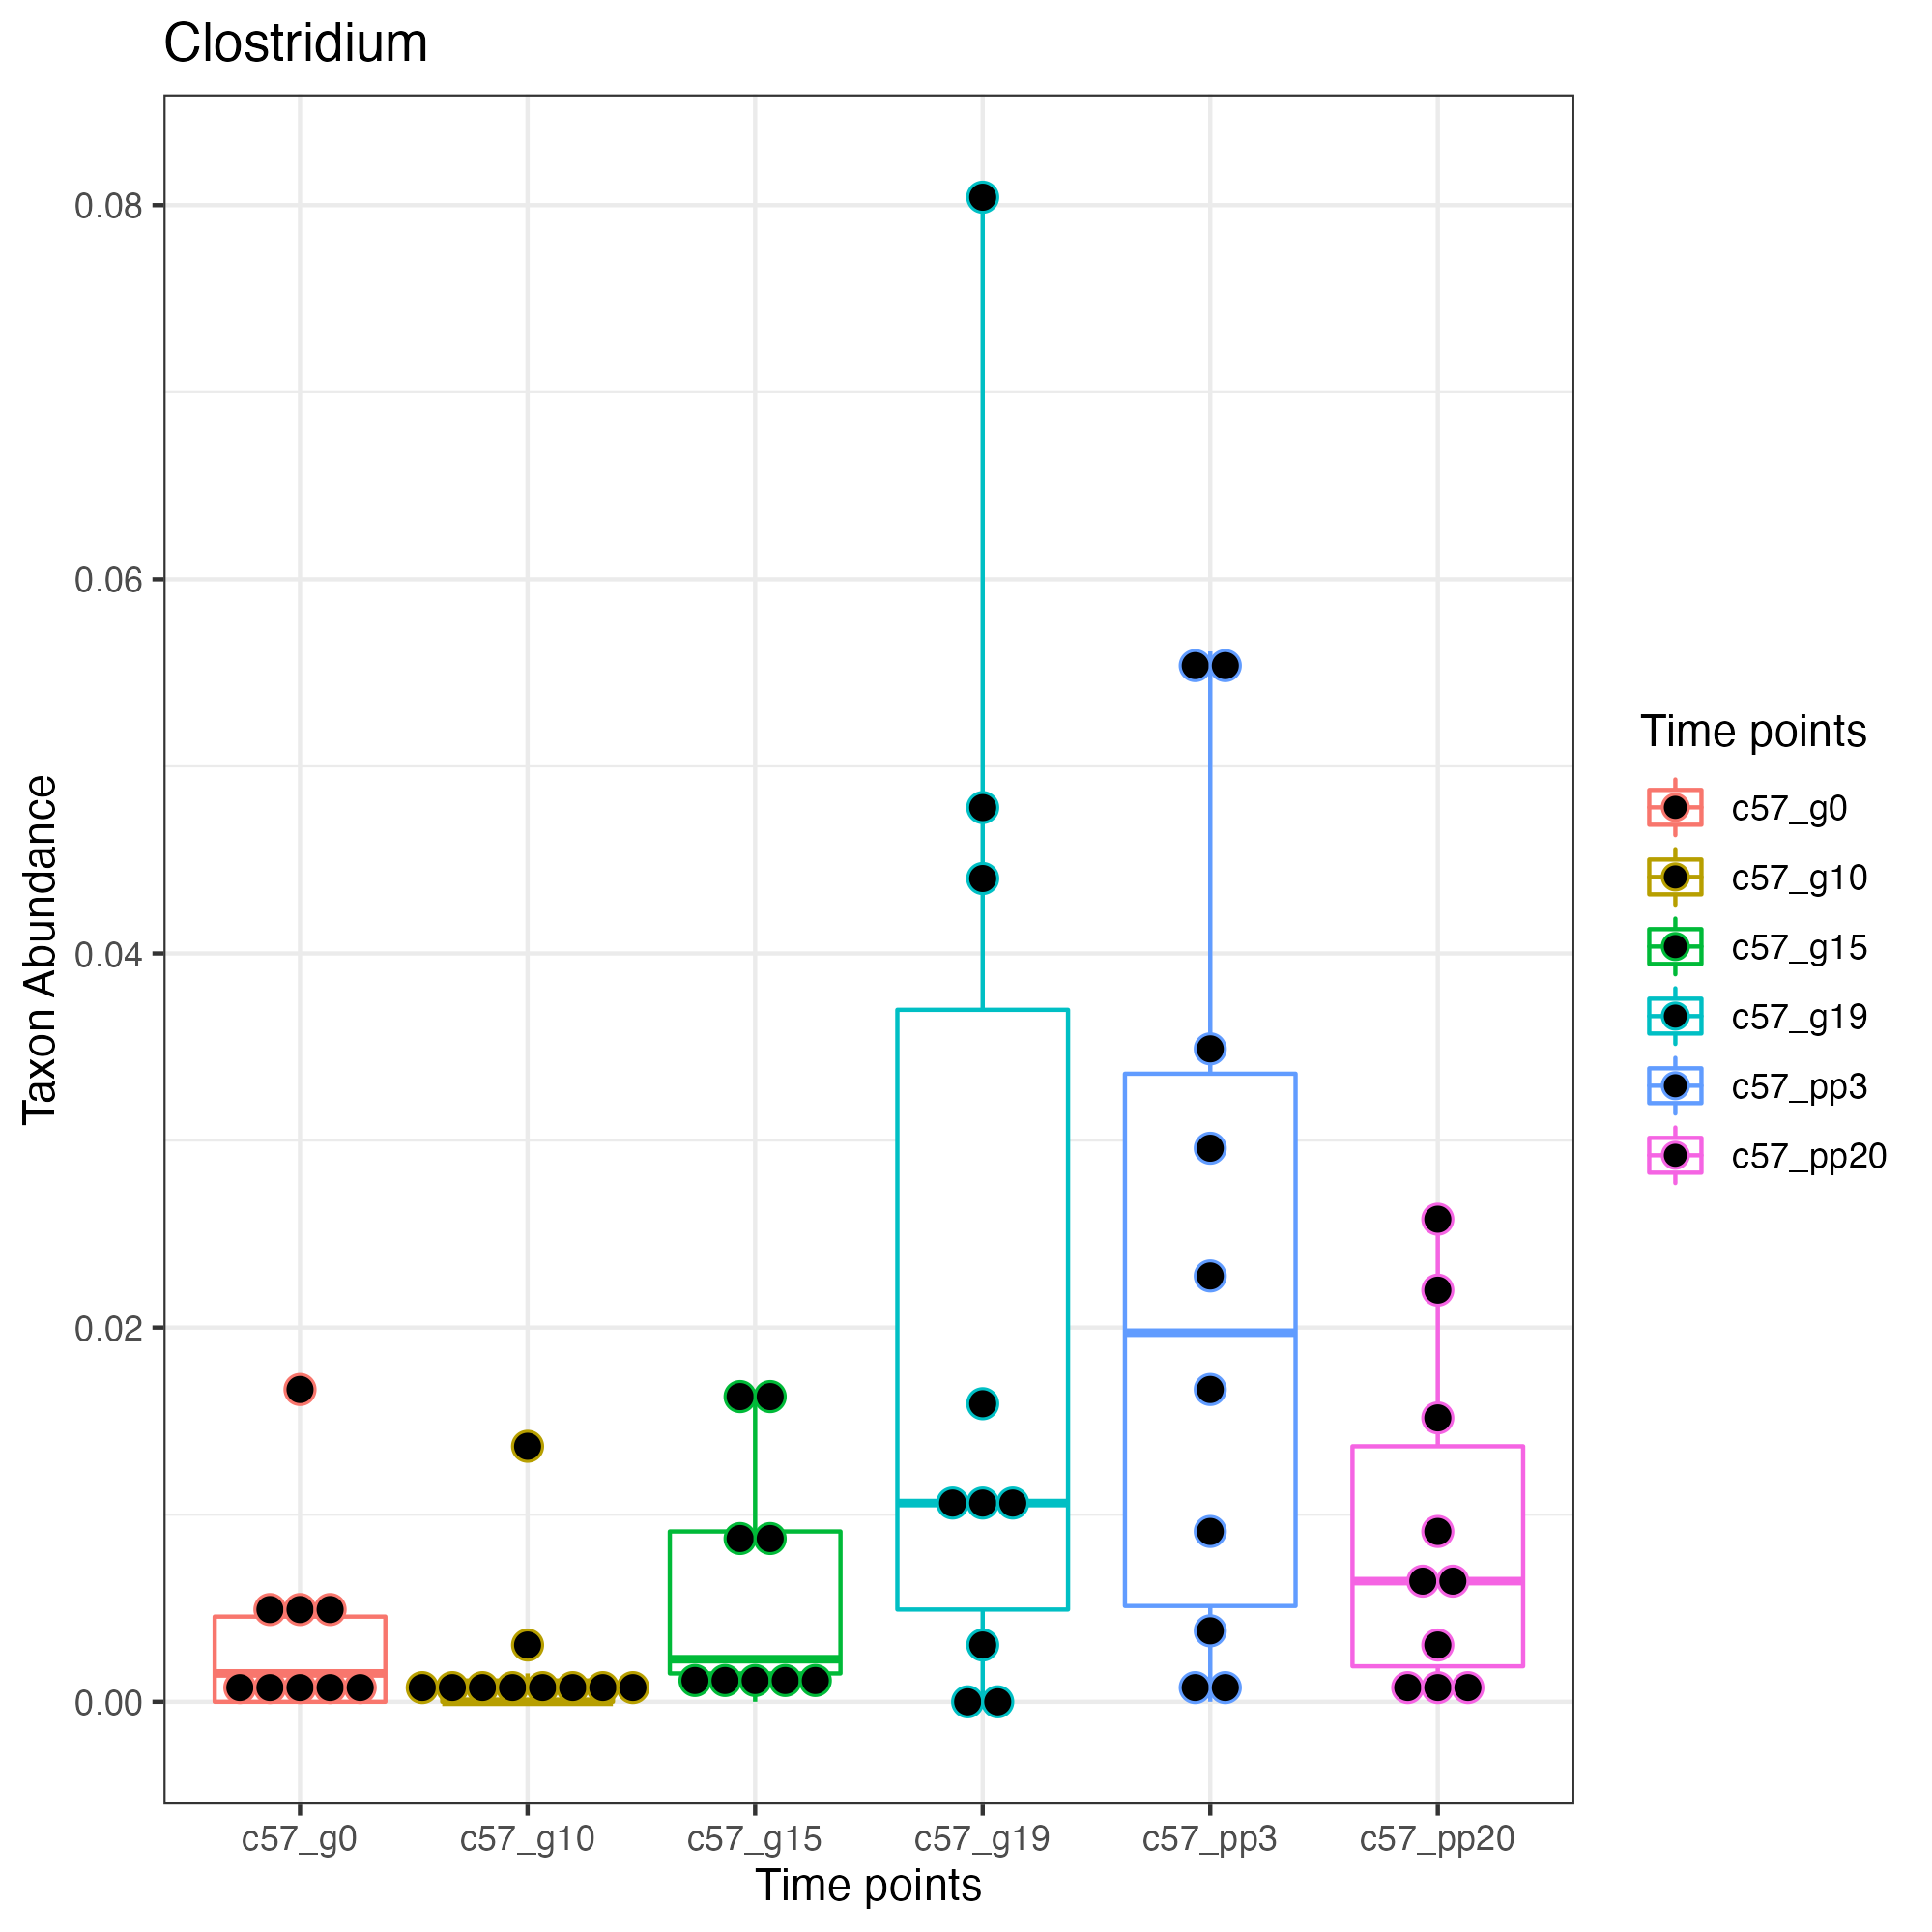 Clostridium
Taxon Abundance
0.08
0.06
0.04
0.02
0.00
c57_g0 c57_g10 c57_g15 c57_g19 c57_pp3 c57_pp20
Time points
Time points
c57_g0
c57_g10
c57_g15
c57_g19
c57_pp3
c57_pp20